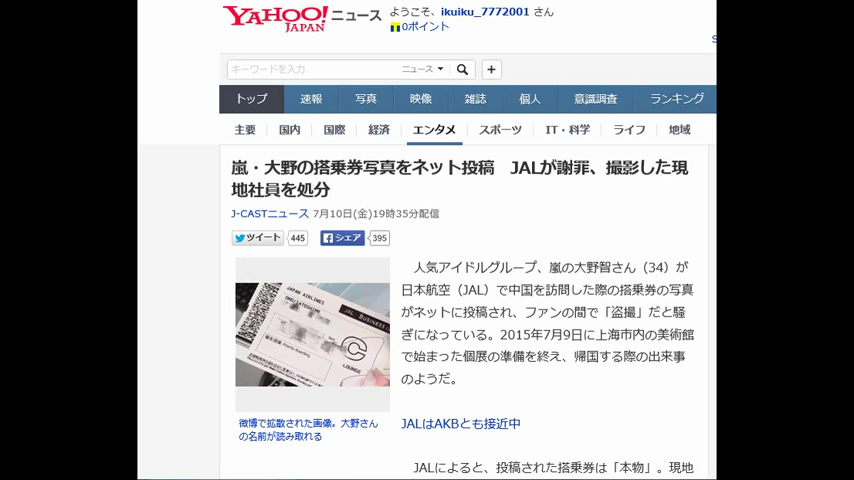 YAHOO! JAPAN ニュース
ようこそ、ikuiku_7772001 さん
0ポイント
キーワードを入力 ニュース
トップ 速報 写真 映像 雑誌 個人 意識調査 ランキング
主要 国内 国際 経済 エンタメ スポーツ IT・科学 ライフ 地域
嵐・大野の搭乗券写真をネット投稿 JALが謝罪、撮影した現
地社員を処分
J-CASTニュース 7月10日(金)19時35分配信
ツイート 445 シェア 395
JAPAN AIRLINES
JAL BUSINESS
LOUNGE
微博で拡散された画像。大野さん
の名前が読み取れる
人気アイドルグループ、嵐の大野智さん（34）が
日本航空（JAL）で中国を訪問した際の搭乗券の写真
がネットに投稿され、ファンの間で「盗撮」だと騒
ぎになっている。2015年7月9日に上海市内の美術館
で始まった個展の準備を終え、帰国する際の出来事
のようだ。
JALはAKBとも接近中
JALによると、投稿された搭乗券は「本物」。現地